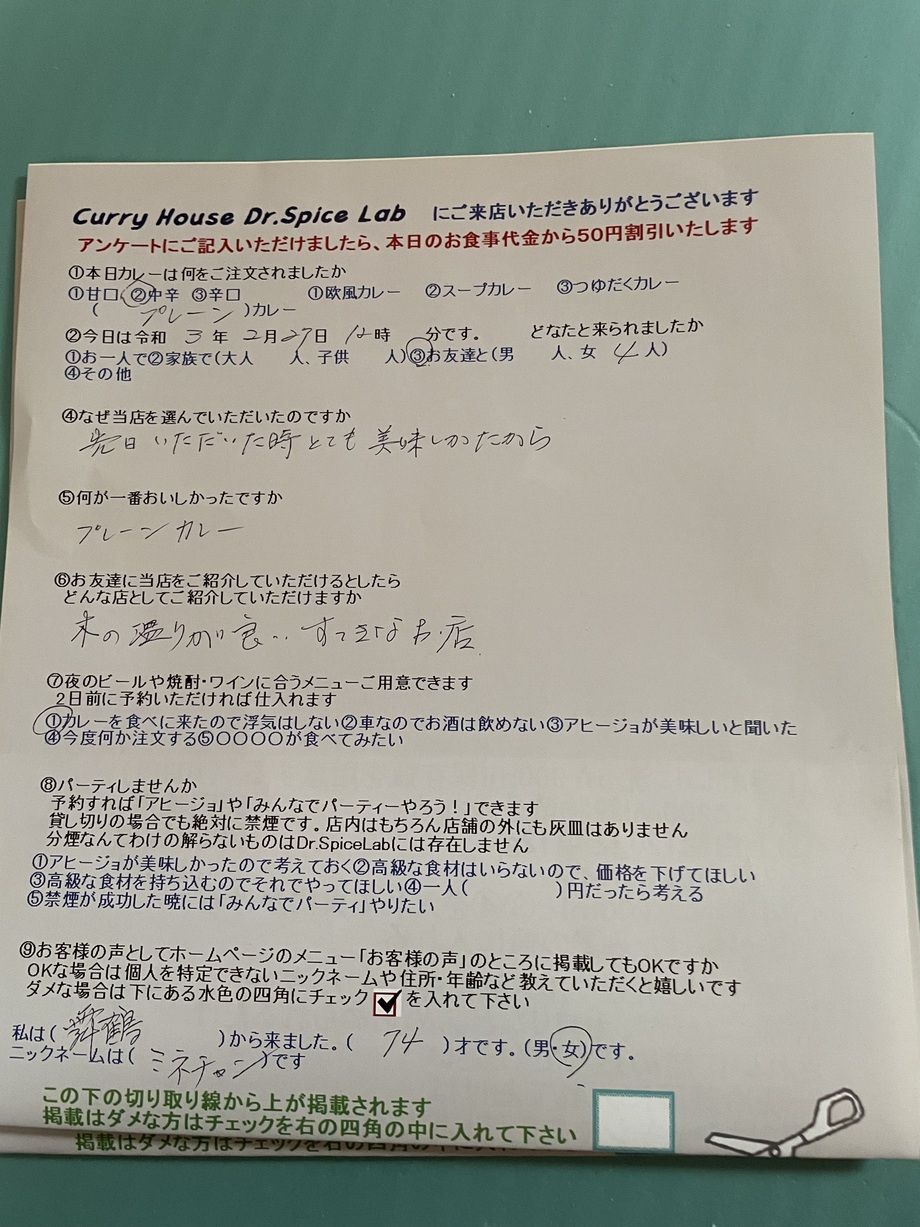 Curry House Dr.Spice Lab にご来店いただきありがとうございます
アンケートにご記入いただけましたら、本日のお食事代金から50円割引いたします
①本日カレーは何をご注文されましたか
①甘口 ②中辛 ③辛口 ①欧風カレー ②スープカレー ③つゆだくカレー
( プレーン )カレー
②今日は令和 3 年 2月27日 12時 分です。 どなたと来られましたか
①お一人で②家族で(大人 人、子供 人)③お友達と(男 人、女 4人)
④その他
④なぜ当店を選んでいただいたのですか
先日いただいた時とても美味しかたから
⑤何が一番おいしかったですか
プレーンカレー
⑥お友達に当店をご紹介していただけるとしたら
どんな店としてご紹介していただけますか
木の りが良い すてきなお店
⑦夜のビールや焼酎・ワインに合うメニューご用意できます
2日前に予約いただければ仕入れます
①カレーを食べに来たので浮気はしない②車なのでお酒は飲めない③アヒージョが美味しいと聞いた
④今度何か注文する⑤〇〇〇〇が食べてみたい
⑧パーティしませんか
予約すれば「アヒージョ」や「みんなでパーティーやろう！」できます
貸し切りの場合でも絶対に禁煙です。店内はもちろん店舗の外にも灰皿はありません
分煙なんてわけの解らないものはDr.SpiceLabには存在しません
①アヒージョが美味しかったので考えておく②高級な食材はいらないので、価格を下げてほしい
③高級な食材を持ち込むのでそれでやってほしい④一人( )円だったら考える
⑤禁煙が成功した暁には「みんなでパーティ」やりたい
⑨お客様の声としてホームページのメニュー「お客様の声」のところに掲載してもOKですか
OKな場合は個人を特定できないニックネームや住所・年齢など教えていただくと嬉しいです
ダメな場合は下にある水色の四角にチェック を入れて下さい
私は( 舞鶴 )から来ました。( 74 )才です。(男・女)です。
ニックネームは( ミネチャン )です
この下の切り取り線から上が掲載されます
掲載はダメな方はチェックを右の四角の中に入れて下さい
掲載はダメな方はチェックを右の四角の中に